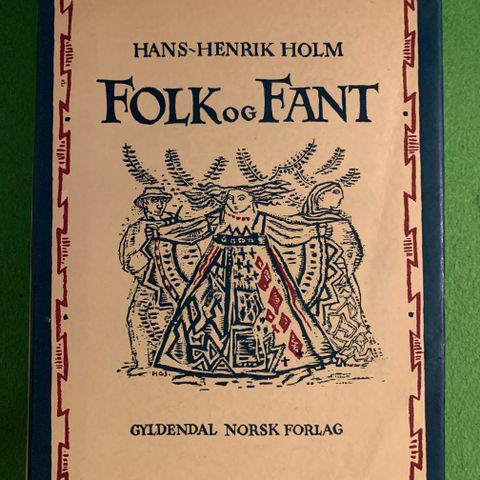 HANS-HENRIK HOLM
FOLK OG FANT
HGS.
GYLDENDAL NORSK FORLAG